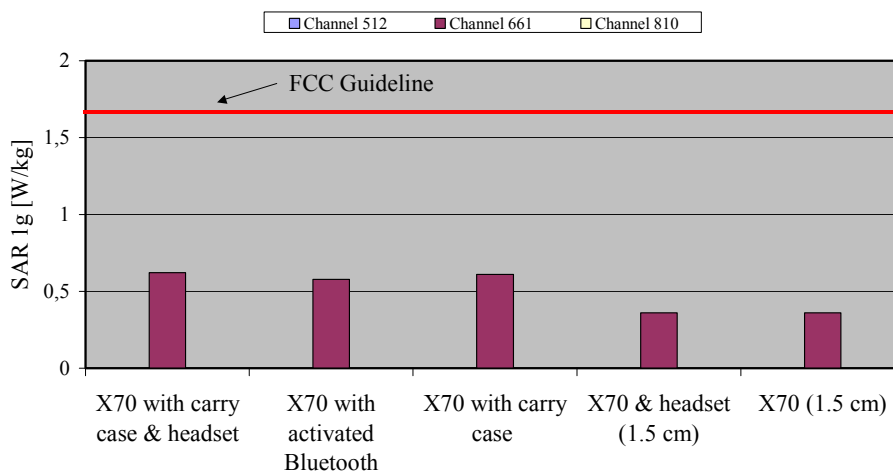 Channel 512 Channel 661 Channel 810
2
FCC Guideline
1,5
SAR 1g [W/kg]
1
0,5
0
X70 with carry case & headset
X70 with activated Bluetooth
X70 with carry case
X70 & headset (1.5 cm)
X70 (1.5 cm)